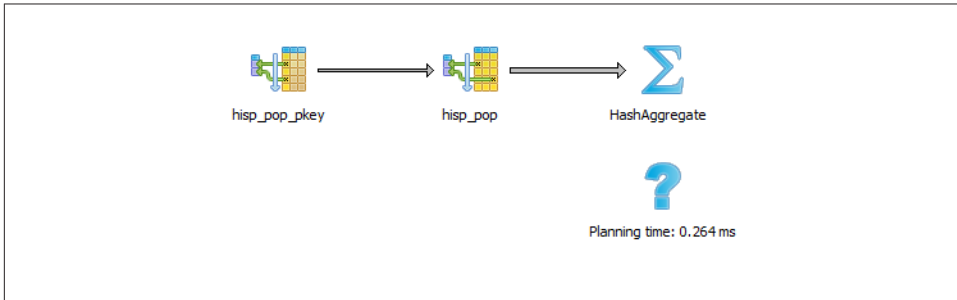 hisp_pop_pkey
hisp_pop
HashAggregate
Planning time: 0.264 ms